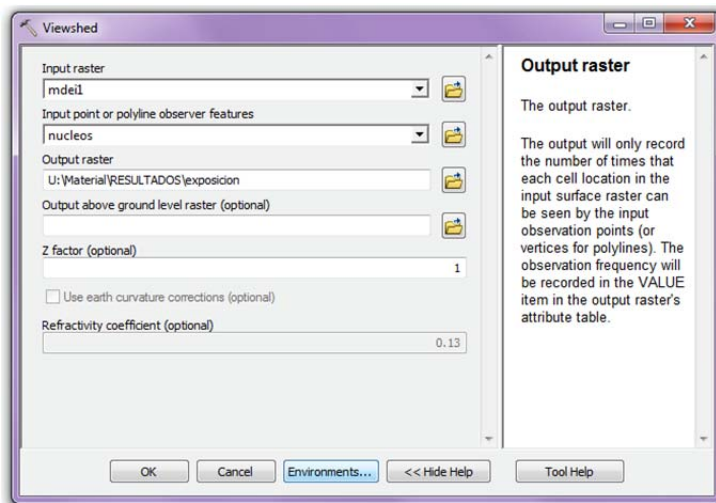 Viewshed
Input raster
mdei1
Input point or polyline observer features
nucleos
Output raster
U:\Material\RESULTADOS\exposicion
Output above ground level raster (optional)
Z factor (optional)
1
Use earth curvature corrections (optional)
Refractivity coefficient (optional)
0.13
OK
Cancel
Environments...
<< Hide Help
Output raster
The output raster.
The output will only record
the number of times that
each cell location in the
input surface raster can
be seen by the input
observation points (or
vertices for polylines). The
observation frequency will
be recorded in the VALUE
item in the output raster's
attribute table.
Tool Help